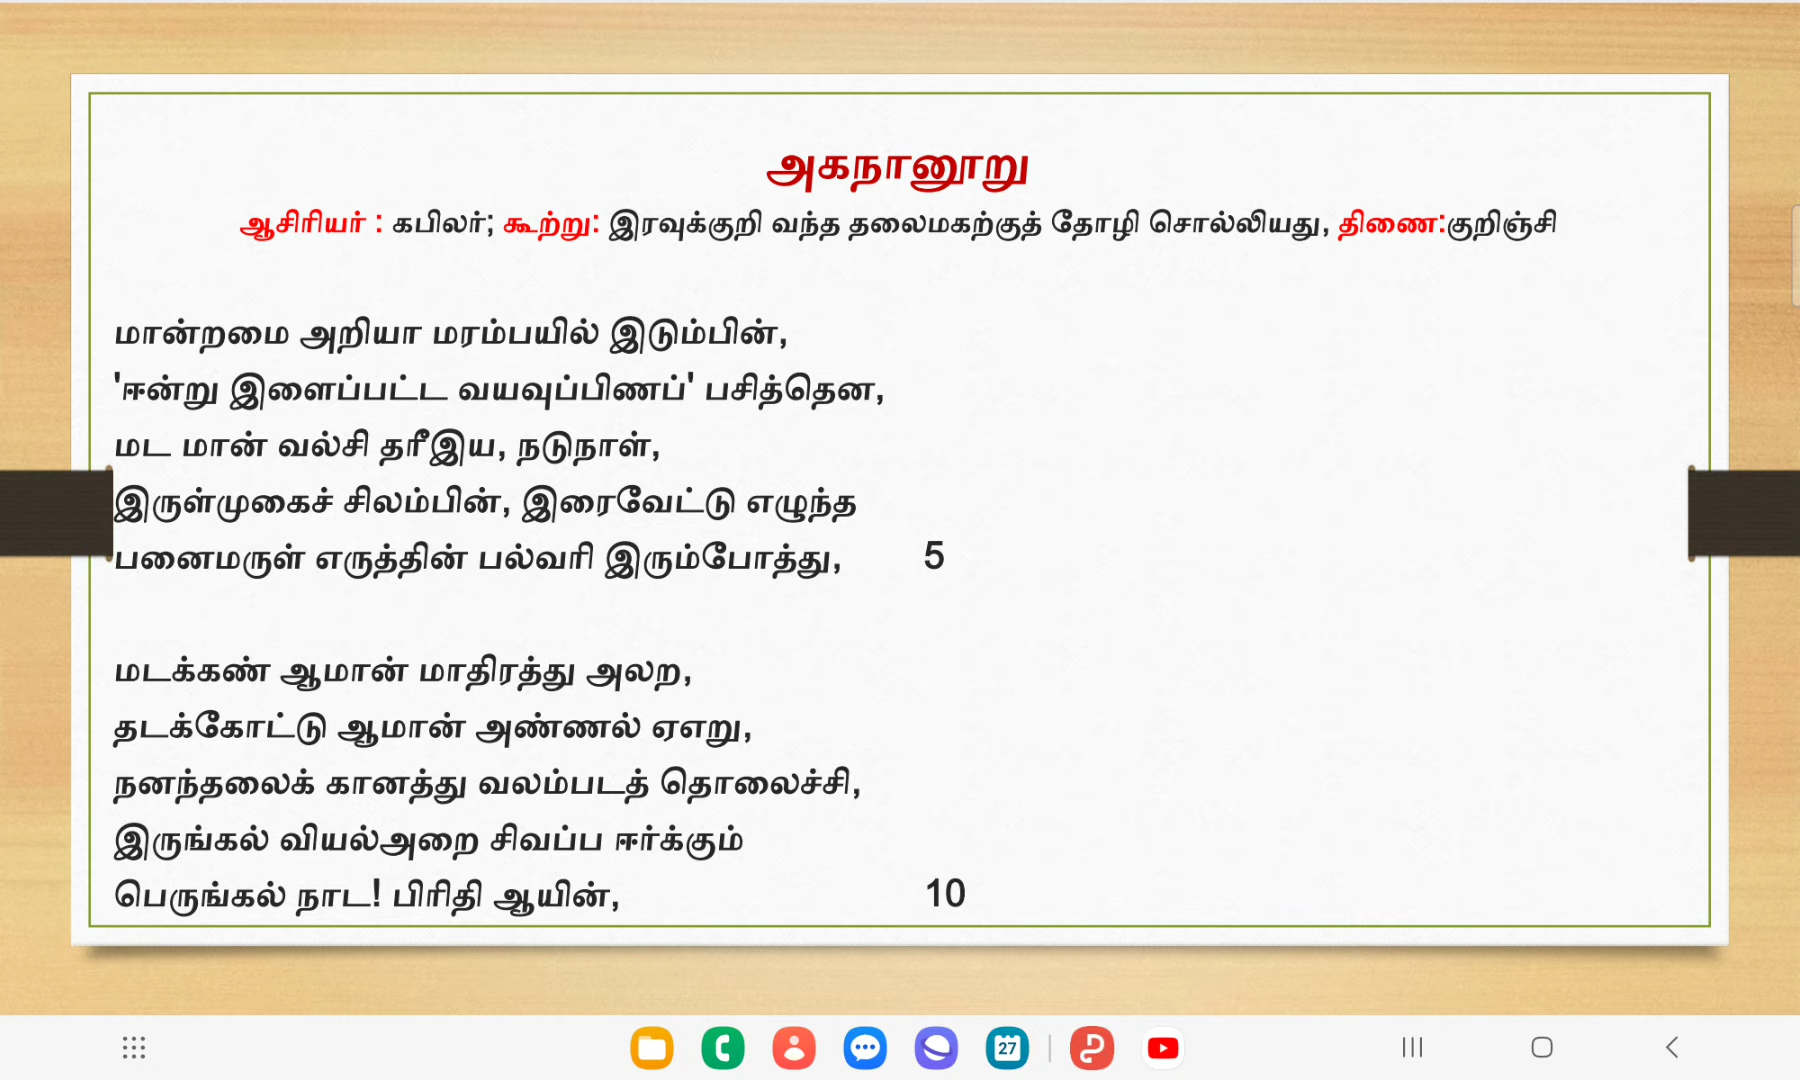 அகநானூறு
ஆசிரியர் : கபிலர்; கூற்று: இரவுக்குறி வந்த தலைமகற்குத் தோழி சொல்லியது, திணை:குறிஞ்சி
மான்றமை அறியா மரம்பயில் இடும்பின்,
'ஈன்று இளைப்பட்ட வயவுப்பிணப்' பசித்தென,
மட மான் வல்சி தரீஇய, நடுநாள்,
இருள்முகைச் சிலம்பின், இரைவேட்டு எழுந்த
பனைமருள் எருத்தின் பல்வரி இரும்போத்து, 5
மடக்கண் ஆமான் மாதிரத்து அலற,
தடக்கோட்டு ஆமான் அண்ணல் ஏஎறு,
நனந்தலைக் கானத்து வலம்படத் தொலைச்சி,
இருங்கல் வியல்அறை சிவப்ப ஈர்க்கும்
பெருங்கல் நாட! பிரிதி ஆயின், 10
27